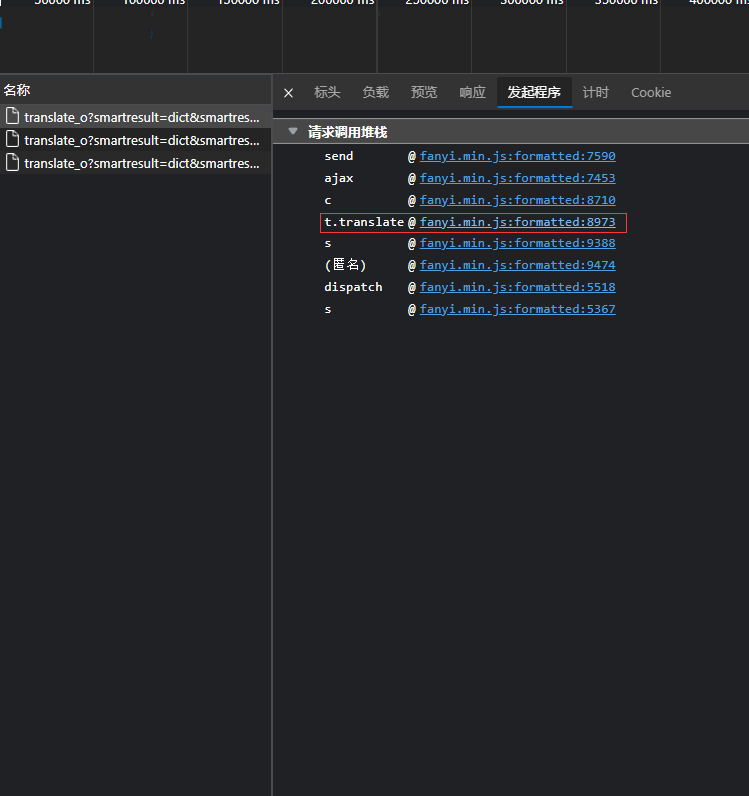 50000 ms 100000 ms 150000 ms 200000 ms 250000 ms 300000 ms 350000 ms 400000 ms
名称
标头 负载 预览 响应 发起程序 计时 Cookie
translate_o?smartresult=dict&smartres...
translate_o?smartresult=dict&smartres...
translate_o?smartresult=dict&smartres...
请求调用堆栈
send @ fanyi.min.js:formatted:7590
ajax @ fanyi.min.js:formatted:7453
c @ fanyi.min.js:formatted:8710
t.translate @ fanyi.min.js:formatted:8973
s @ fanyi.min.js:formatted:9388
(匿名) @ fanyi.min.js:formatted:9474
dispatch @ fanyi.min.js:formatted:5518
s @ fanyi.min.js:formatted:5367